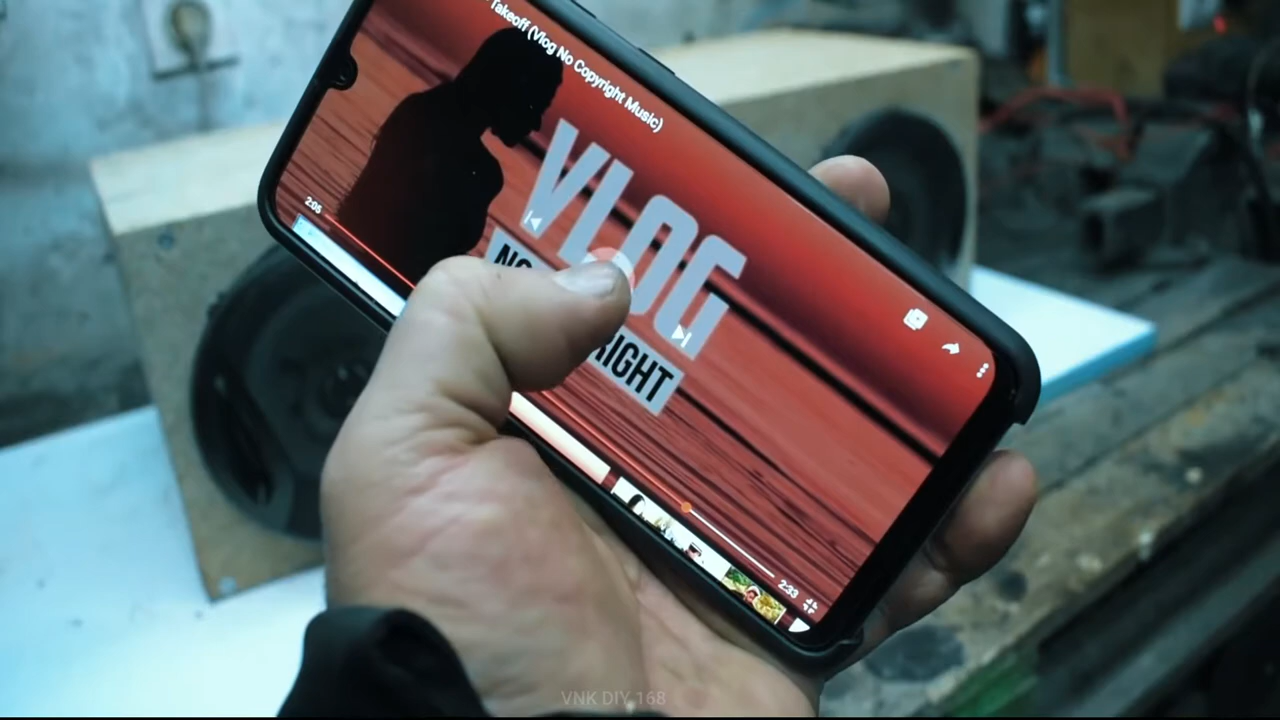 Takeoff (Vlog No Copyright Music)
VLOG
NO
RIGHT
2:05
2:33
VNK DIY 168